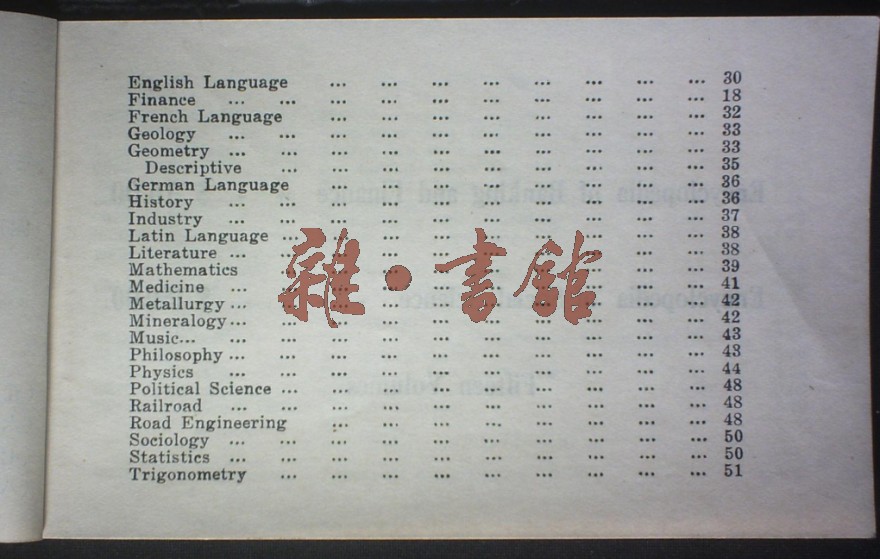 English Language ... ... ... ... ... ... ... ... 30
Finance ... ... ... ... ... ... ... ... ... ... 18
French Language ... ... ... ... ... ... ... ... 32
Geology ... ... ... ... ... ... ... ... ... ... 33
Geometry ... ... ... ... ... ... ... ... ... ... 33
Descriptive ... ... ... ... ... ... ... ... ... 35
German Language ... ... ... ... ... ... ... ... 36
History ... ... ... ... ... ... ... ... ... ... 36
Industry ... ... ... ... ... ... ... ... ... ... 37
Latin Language ... ... ... ... ... ... ... ... ... 38
Literature ... ... ... ... ... ... ... ... ... ... 38
Mathematics ... ... ... ... ... ... ... ... ... 39
Medicine ... ... ... ... ... ... ... ... ... ... 41
Metallurgy ... ... ... ... ... ... ... ... ... ... 42
Mineralogy ... ... ... ... ... ... ... ... ... ... 42
Music... ... ... ... ... ... ... ... ... ... ... 43
Philosophy ... ... ... ... ... ... ... ... ... ... 43
Physics ... ... ... ... ... ... ... ... ... ... 44
Political Science ... ... ... ... ... ... ... ... ... 48
Railroad ... ... ... ... ... ... ... ... ... ... 48
Road Engineering ... ... ... ... ... ... ... ... 48
Sociology ... ... ... ... ... ... ... ... ... ... 50
Statistics ... ... ... ... ... ... ... ... ... ... 50
Trigonometry ... ... ... ... ... ... ... ... ... 51
雜·書館